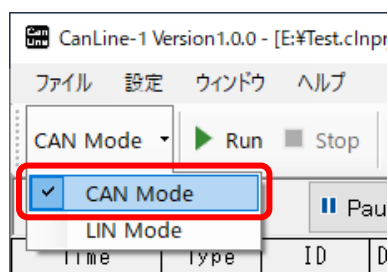 CanLine-1 Version1.0.0 - [E:¥Test.clnpr
ファイル 設定 ウィンドウ ヘルプ
CAN Mode Run Stop
CAN Mode
Pau
LIN Mode
Time Type ID D